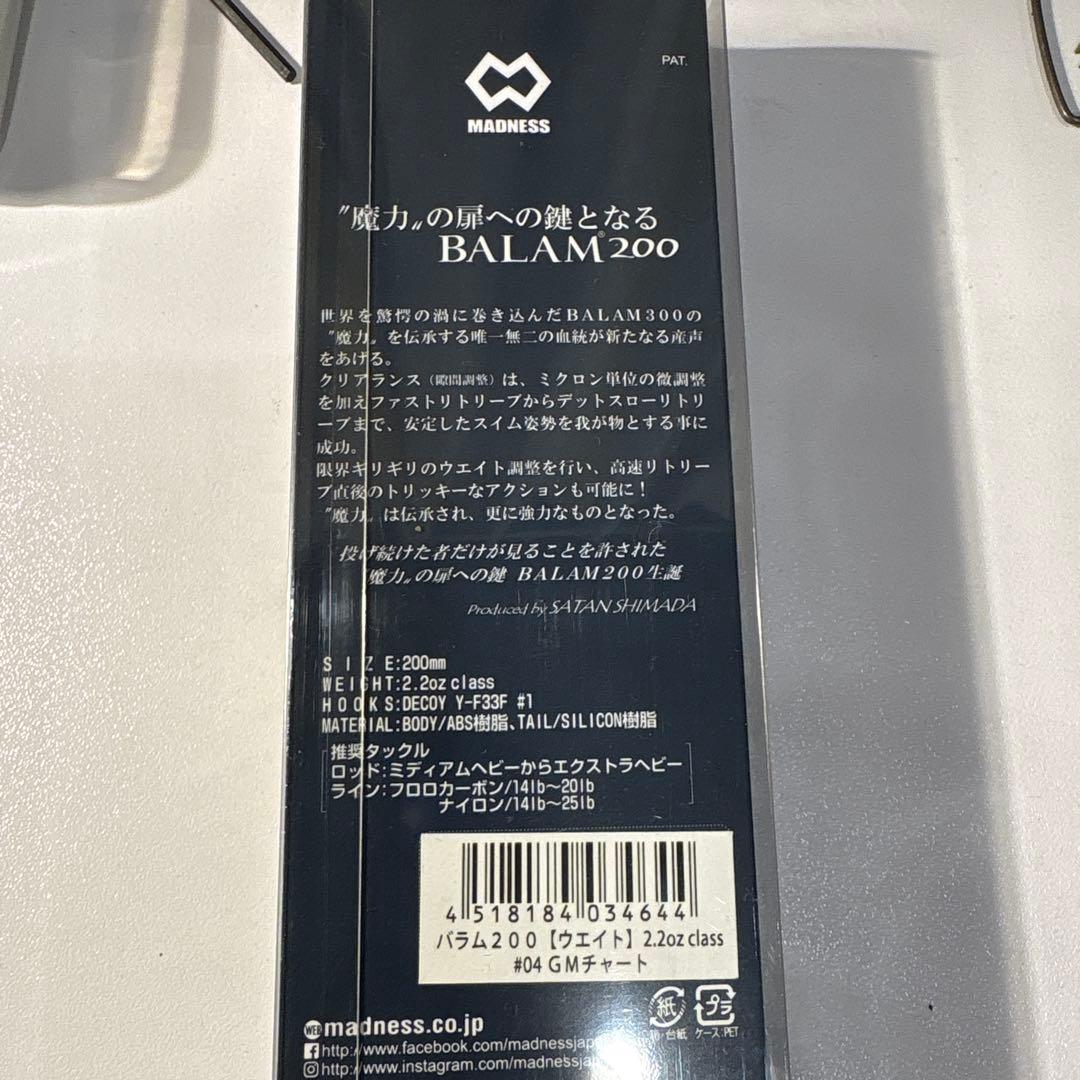 PAT.
MADNESS
〝魔力〟の扉への鍵となる
BALAM®200
世界を驚愕の渦に巻き込んだBALAM300の
〝魔力〟を伝承する唯一無二の血統が新たなる産声
をあげる。
クリアランス（隙間調整）は、ミクロン単位の微調整
を加えファストリトリーブからデットスローリトリ
ーブまで、安定したスイム姿勢を我が物とする事に
成功。
限界ギリギリのウエイト調整を行い、高速リトリー
ブ直後のトリッキーなアクションも可能に！
〝魔力〟は伝承され、更に強力なものとなった。
投げ続けた者だけが見ることを許された
〝魔力〟の扉への鍵 BALAM200生誕
Produced by SATAN SHIMADA
SIZE:200mm
WEIGHT:2.2oz class
HOOKS:DECOY Y-F33F #1
MATERIAL:BODY/ABS樹脂、TAIL/SILICON樹脂
推奨タックル
ロッド:ミディアムヘビーからエクストラヘビー
ライン:フロロカーボン/14lb〜20lb
ナイロン/14lb〜25lb
4 518184 034644
バラム200【ウエイト】2.2oz class
#04 GMチャート
紙 プラ
台紙 ケース:PET
WEB madness.co.jp
http://www.facebook.com/madnessjap
http://www.instagram.com/madnessja